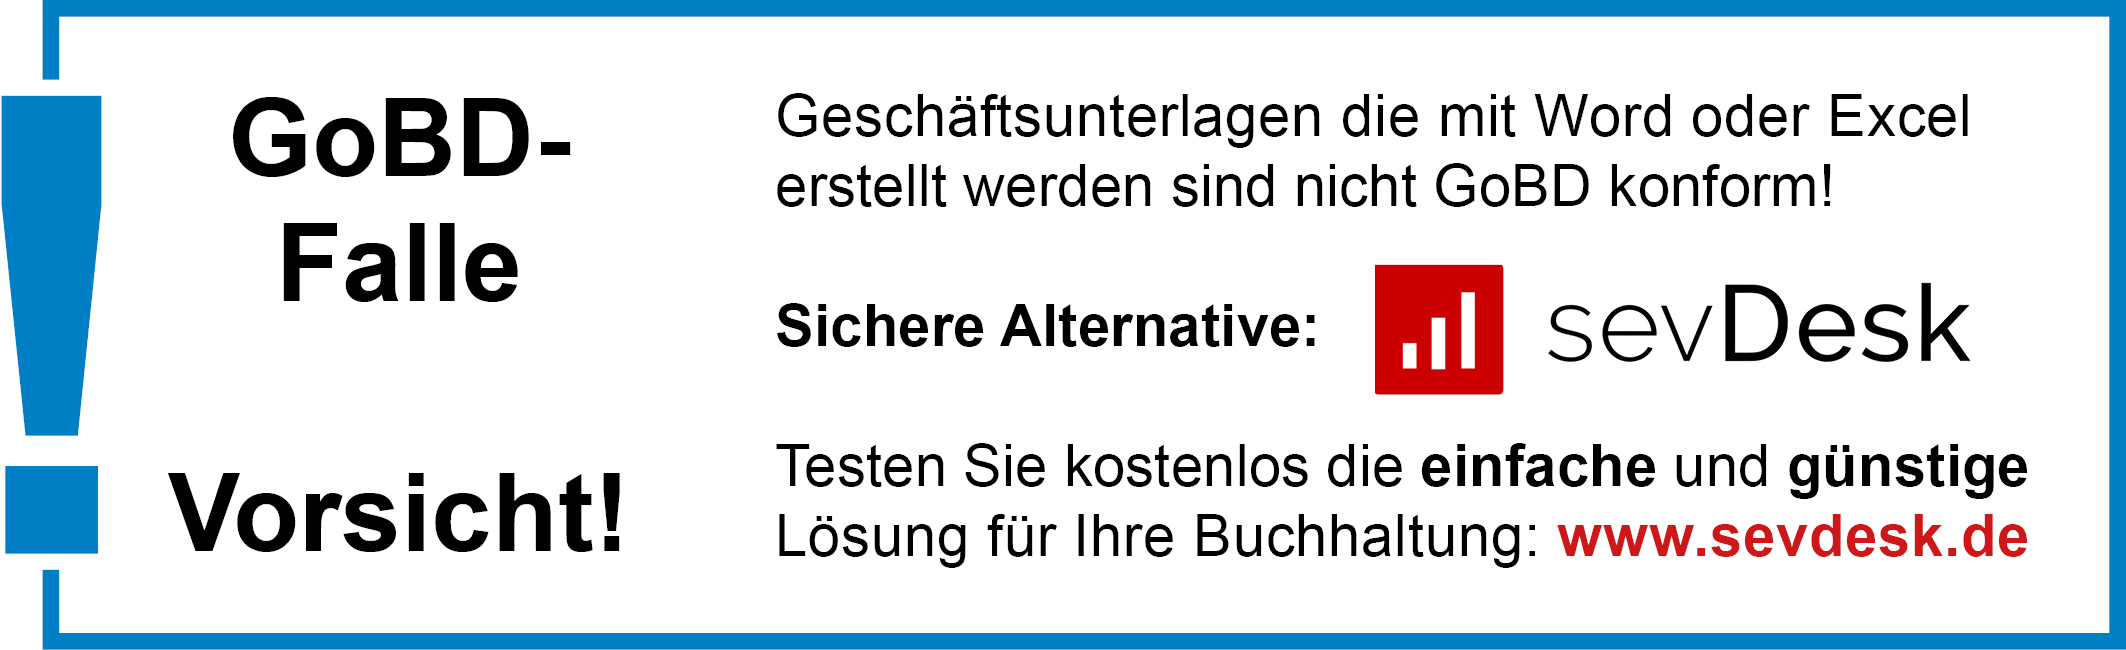 GoBD-
Falle
Vorsicht!
Geschäftsunterlagen die mit Word oder Excel
erstellt werden sind nicht GoBD konform!
Sichere Alternative: sevDesk
Testen Sie kostenlos die einfache und günstige
Lösung für Ihre Buchhaltung: www.sevdesk.de